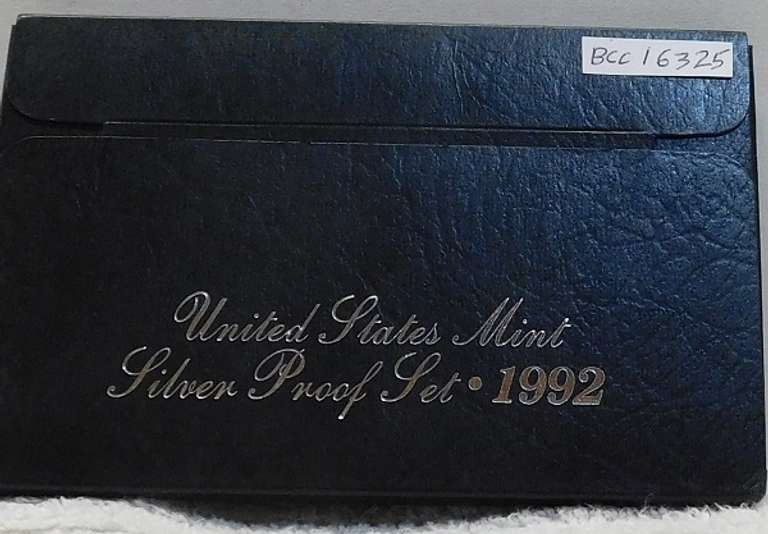 BCC 16325
United States Mint
Silver Proof Set • 1992